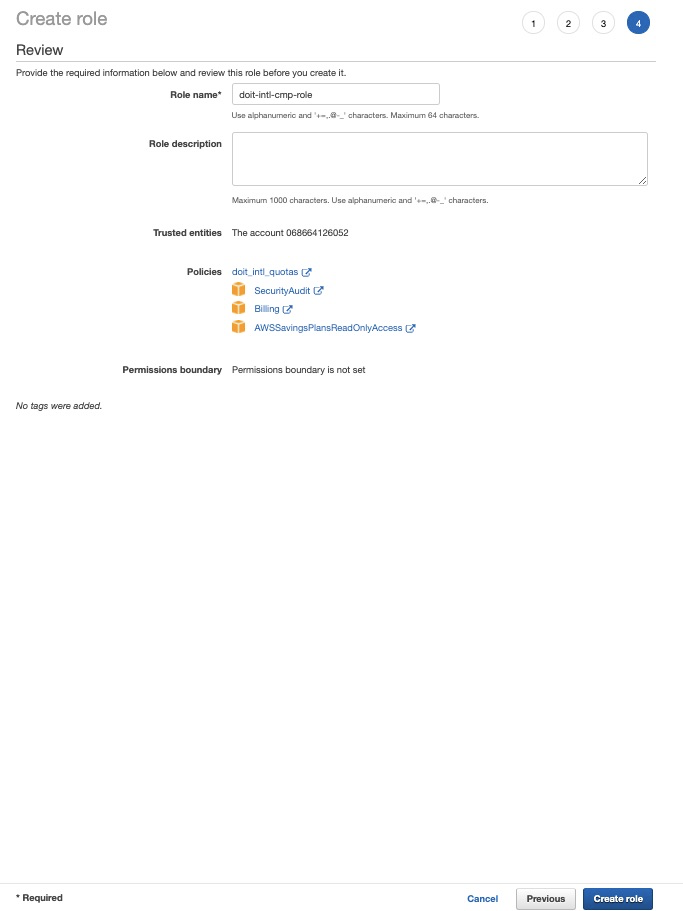 Create role
1 2 3 4
Review
Provide the required information below and review this role before you create it.
Role name* doit-intl-cmp-role
Use alphanumeric and '+=,.@-_' characters. Maximum 64 characters.
Role description
Maximum 1000 characters. Use alphanumeric and '+=,.@-_' characters.
Trusted entities The account 068664126052
Policies doit_intl_quotas
SecurityAudit
Billing
AWSSavingsPlansReadOnlyAccess
Permissions boundary Permissions boundary is not set
No tags were added.
* Required Cancel Previous Create role